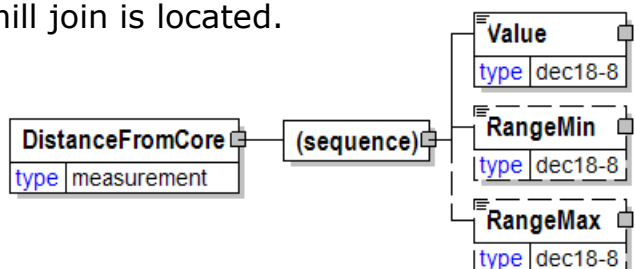 mill join is located.
Value
type dec18-8
DistanceFromCore
type measurement
(sequence)
RangeMin
type dec18-8
RangeMax
type dec18-8